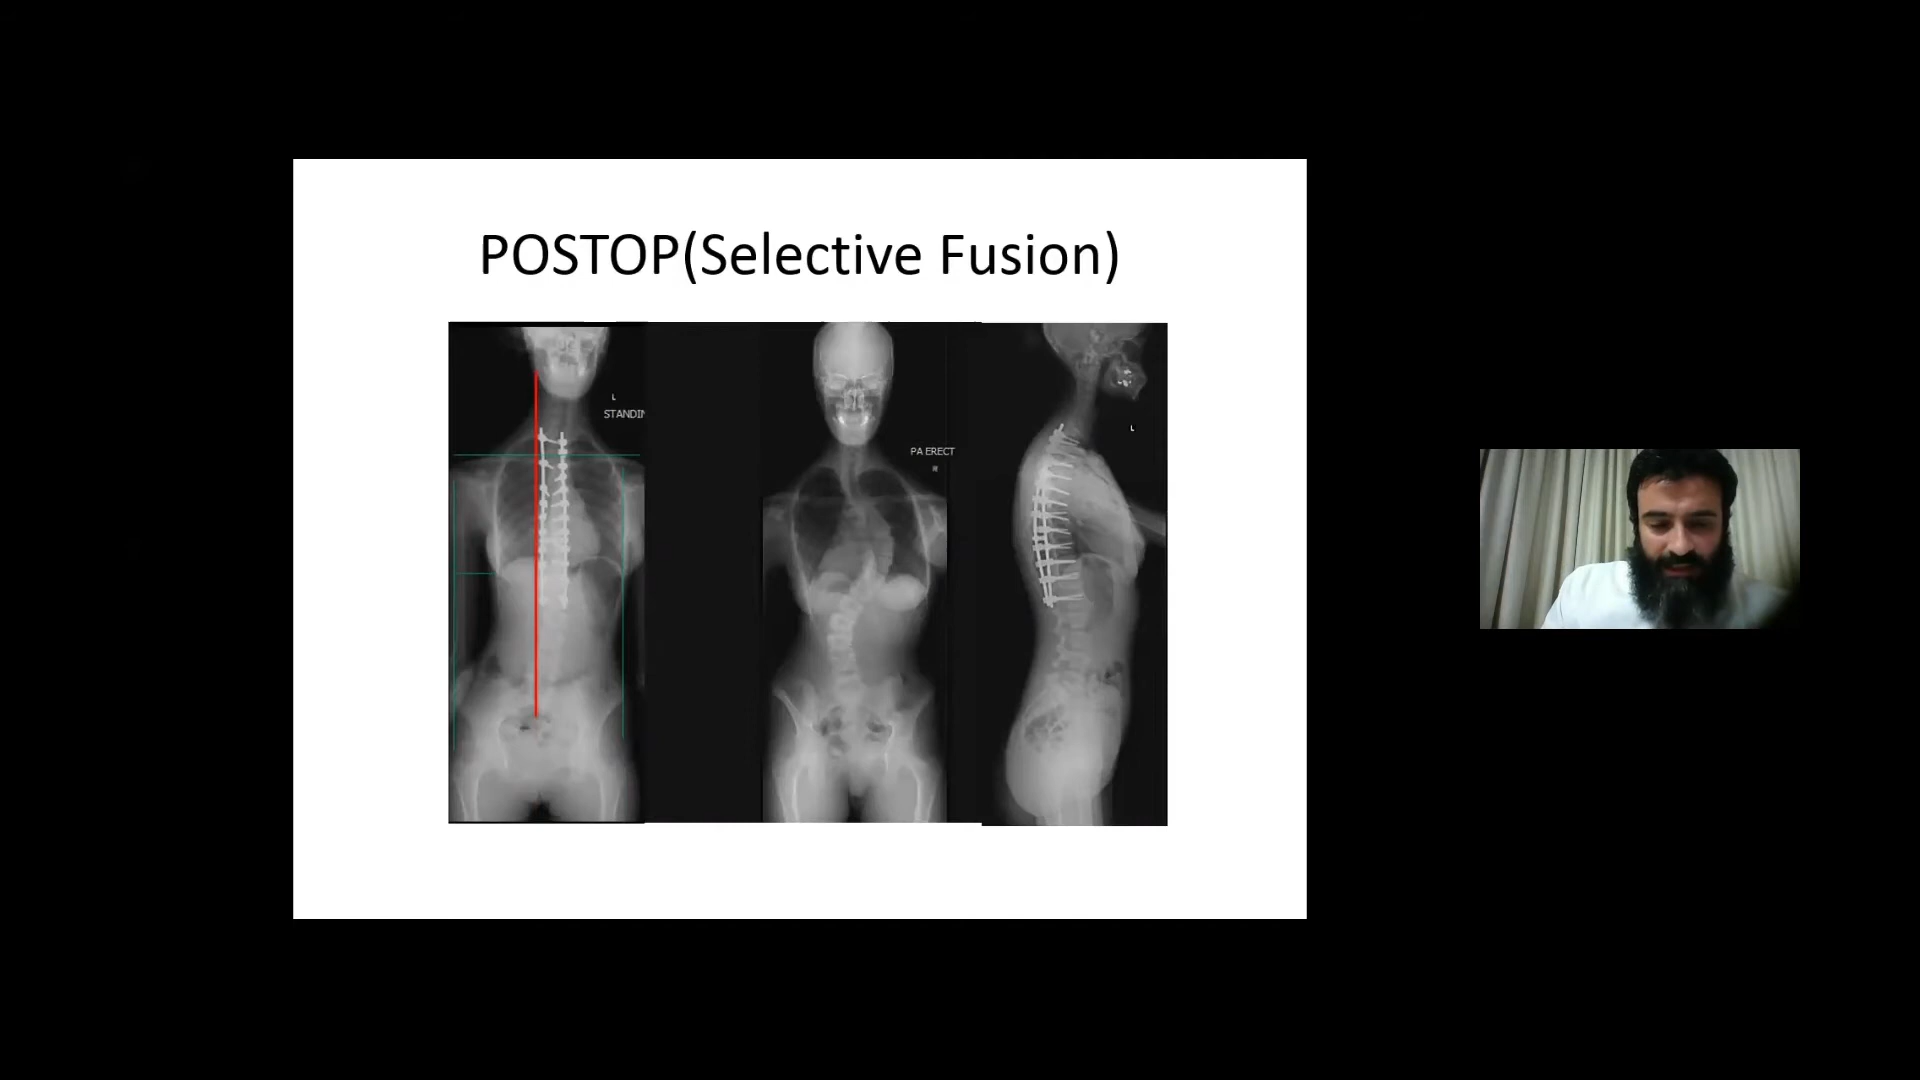 POSTOP(Selective Fusion)
L
STANDIN
PA ERECT
R
L